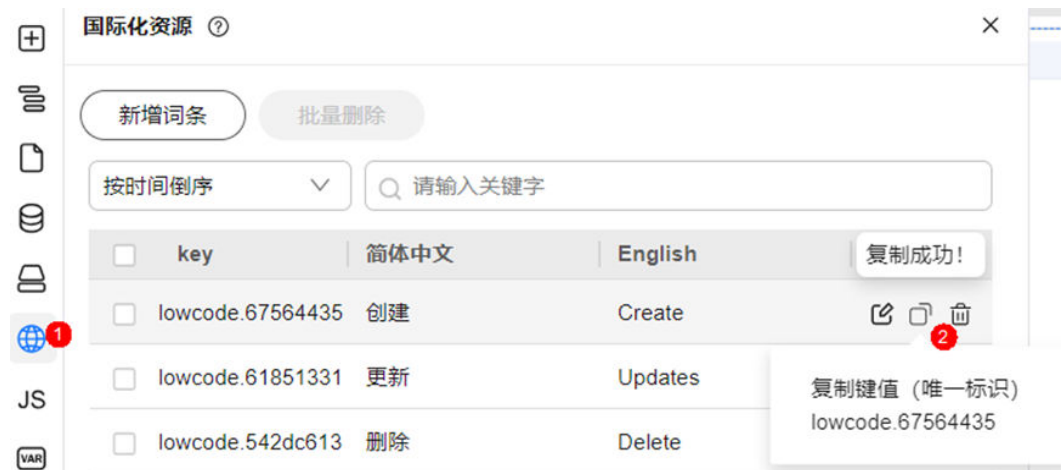 国际化资源 ?
新增词条 批量删除
按时间倒序 请输入关键字
key 简体中文 English 复制成功！
lowcode.67564435 创建 Create
1
2
lowcode.61851331 更新 Updates
JS
复制键值（唯一标识）
lowcode.67564435
lowcode.542dc613 删除 Delete
VAR